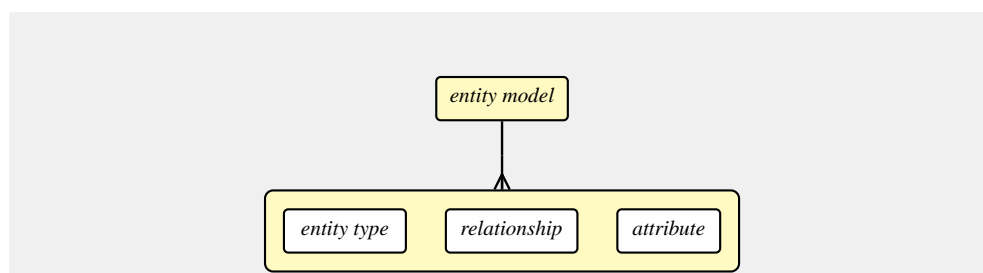 entity model
entity type
relationship
attribute